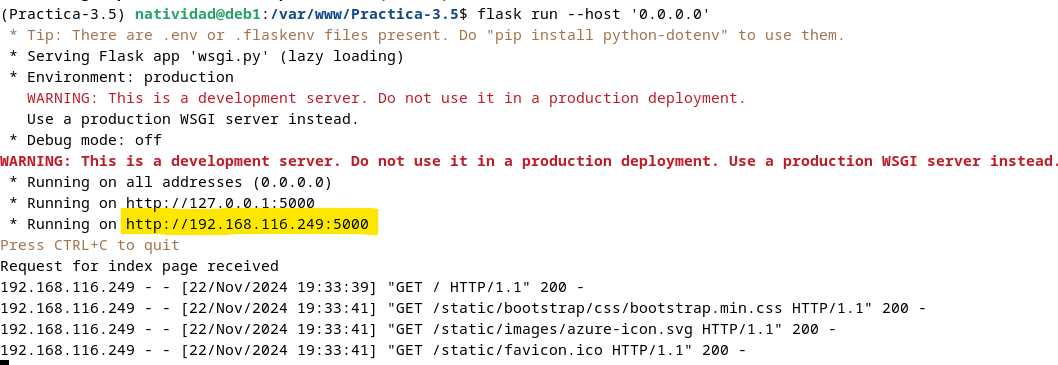 (Practica-3.5) natividad@deb1:/var/www/Practica-3.5$ flask run --host '0.0.0.0'
 * Tip: There are .env or .flaskenv files present. Do "pip install python-dotenv" to use them.
 * Serving Flask app 'wsgi.py' (lazy loading)
 * Environment: production
   WARNING: This is a development server. Do not use it in a production deployment.
   Use a production WSGI server instead.
 * Debug mode: off
WARNING: This is a development server. Do not use it in a production deployment. Use a production WSGI server instead.
 * Running on all addresses (0.0.0.0)
 * Running on http://127.0.0.1:5000
 * Running on http://192.168.116.249:5000
Press CTRL+C to quit
Request for index page received
192.168.116.249 - - [22/Nov/2024 19:33:39] "GET / HTTP/1.1" 200 -
192.168.116.249 - - [22/Nov/2024 19:33:41] "GET /static/bootstrap/css/bootstrap.min.css HTTP/1.1" 200 -
192.168.116.249 - - [22/Nov/2024 19:33:41] "GET /static/images/azure-icon.svg HTTP/1.1" 200 -
192.168.116.249 - - [22/Nov/2024 19:33:41] "GET /static/favicon.ico HTTP/1.1" 200 -